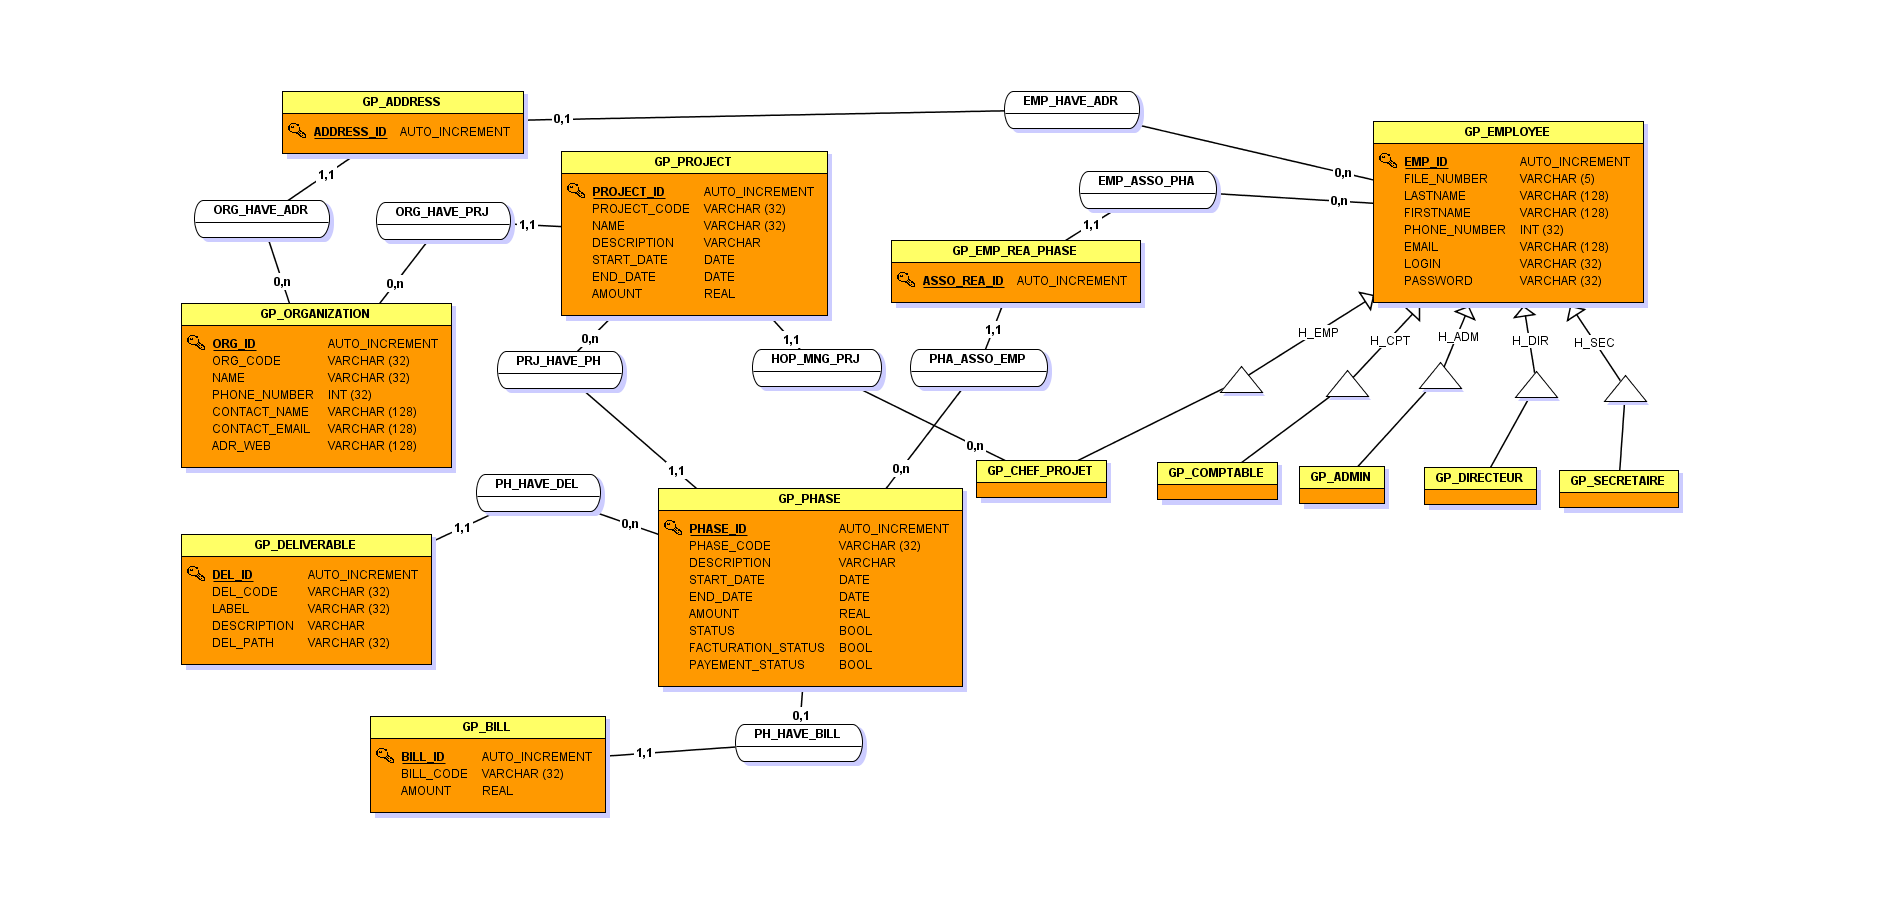 GP_ADDRESS
ADDRESS_ID AUTO_INCREMENT
0,1
EMP_HAVE_ADR
0,n
1,1
ORG_HAVE_ADR
0,n
GP_PROJECT
PROJECT_ID AUTO_INCREMENT
PROJECT_CODE VARCHAR (32)
NAME VARCHAR (32)
DESCRIPTION VARCHAR
START_DATE DATE
END_DATE DATE
AMOUNT REAL
ORG_HAVE_PRJ
1,1
0,n
EMP_ASSO_PHA
0,n
1,1
GP_EMPLOYEE
EMP_ID AUTO_INCREMENT
FILE_NUMBER VARCHAR (5)
LASTNAME VARCHAR (128)
FIRSTNAME VARCHAR (128)
PHONE_NUMBER INT (32)
EMAIL VARCHAR (128)
LOGIN VARCHAR (32)
PASSWORD VARCHAR (32)
GP_EMP_REA_PHASE
ASSO_REA_ID AUTO_INCREMENT
1,1
PHA_ASSO_EMP
0,n
GP_ORGANIZATION
ORG_ID AUTO_INCREMENT
ORG_CODE VARCHAR (32)
NAME VARCHAR (32)
PHONE_NUMBER INT (32)
CONTACT_NAME VARCHAR (128)
CONTACT_EMAIL VARCHAR (128)
ADR_WEB VARCHAR (128)
0,n
PRJ_HAVE_PH
1,1
1,1
HOP_MNG_PRJ
0,n
H_EMP
H_CPT
H_ADM
H_DIR
H_SEC
GP_CHEF_PROJET
GP_COMPTABLE
GP_ADMIN
GP_DIRECTEUR
GP_SECRETAIRE
PH_HAVE_DEL
1,1
0,n
GP_PHASE
PHASE_ID AUTO_INCREMENT
PHASE_CODE VARCHAR (32)
DESCRIPTION VARCHAR
START_DATE DATE
END_DATE DATE
AMOUNT REAL
STATUS BOOL
FACTURATION_STATUS BOOL
PAYEMENT_STATUS BOOL
GP_DELIVERABLE
DEL_ID AUTO_INCREMENT
DEL_CODE VARCHAR (32)
LABEL VARCHAR (32)
DESCRIPTION VARCHAR
DEL_PATH VARCHAR (32)
0,1
PH_HAVE_BILL
1,1
GP_BILL
BILL_ID AUTO_INCREMENT
BILL_CODE VARCHAR (32)
AMOUNT REAL